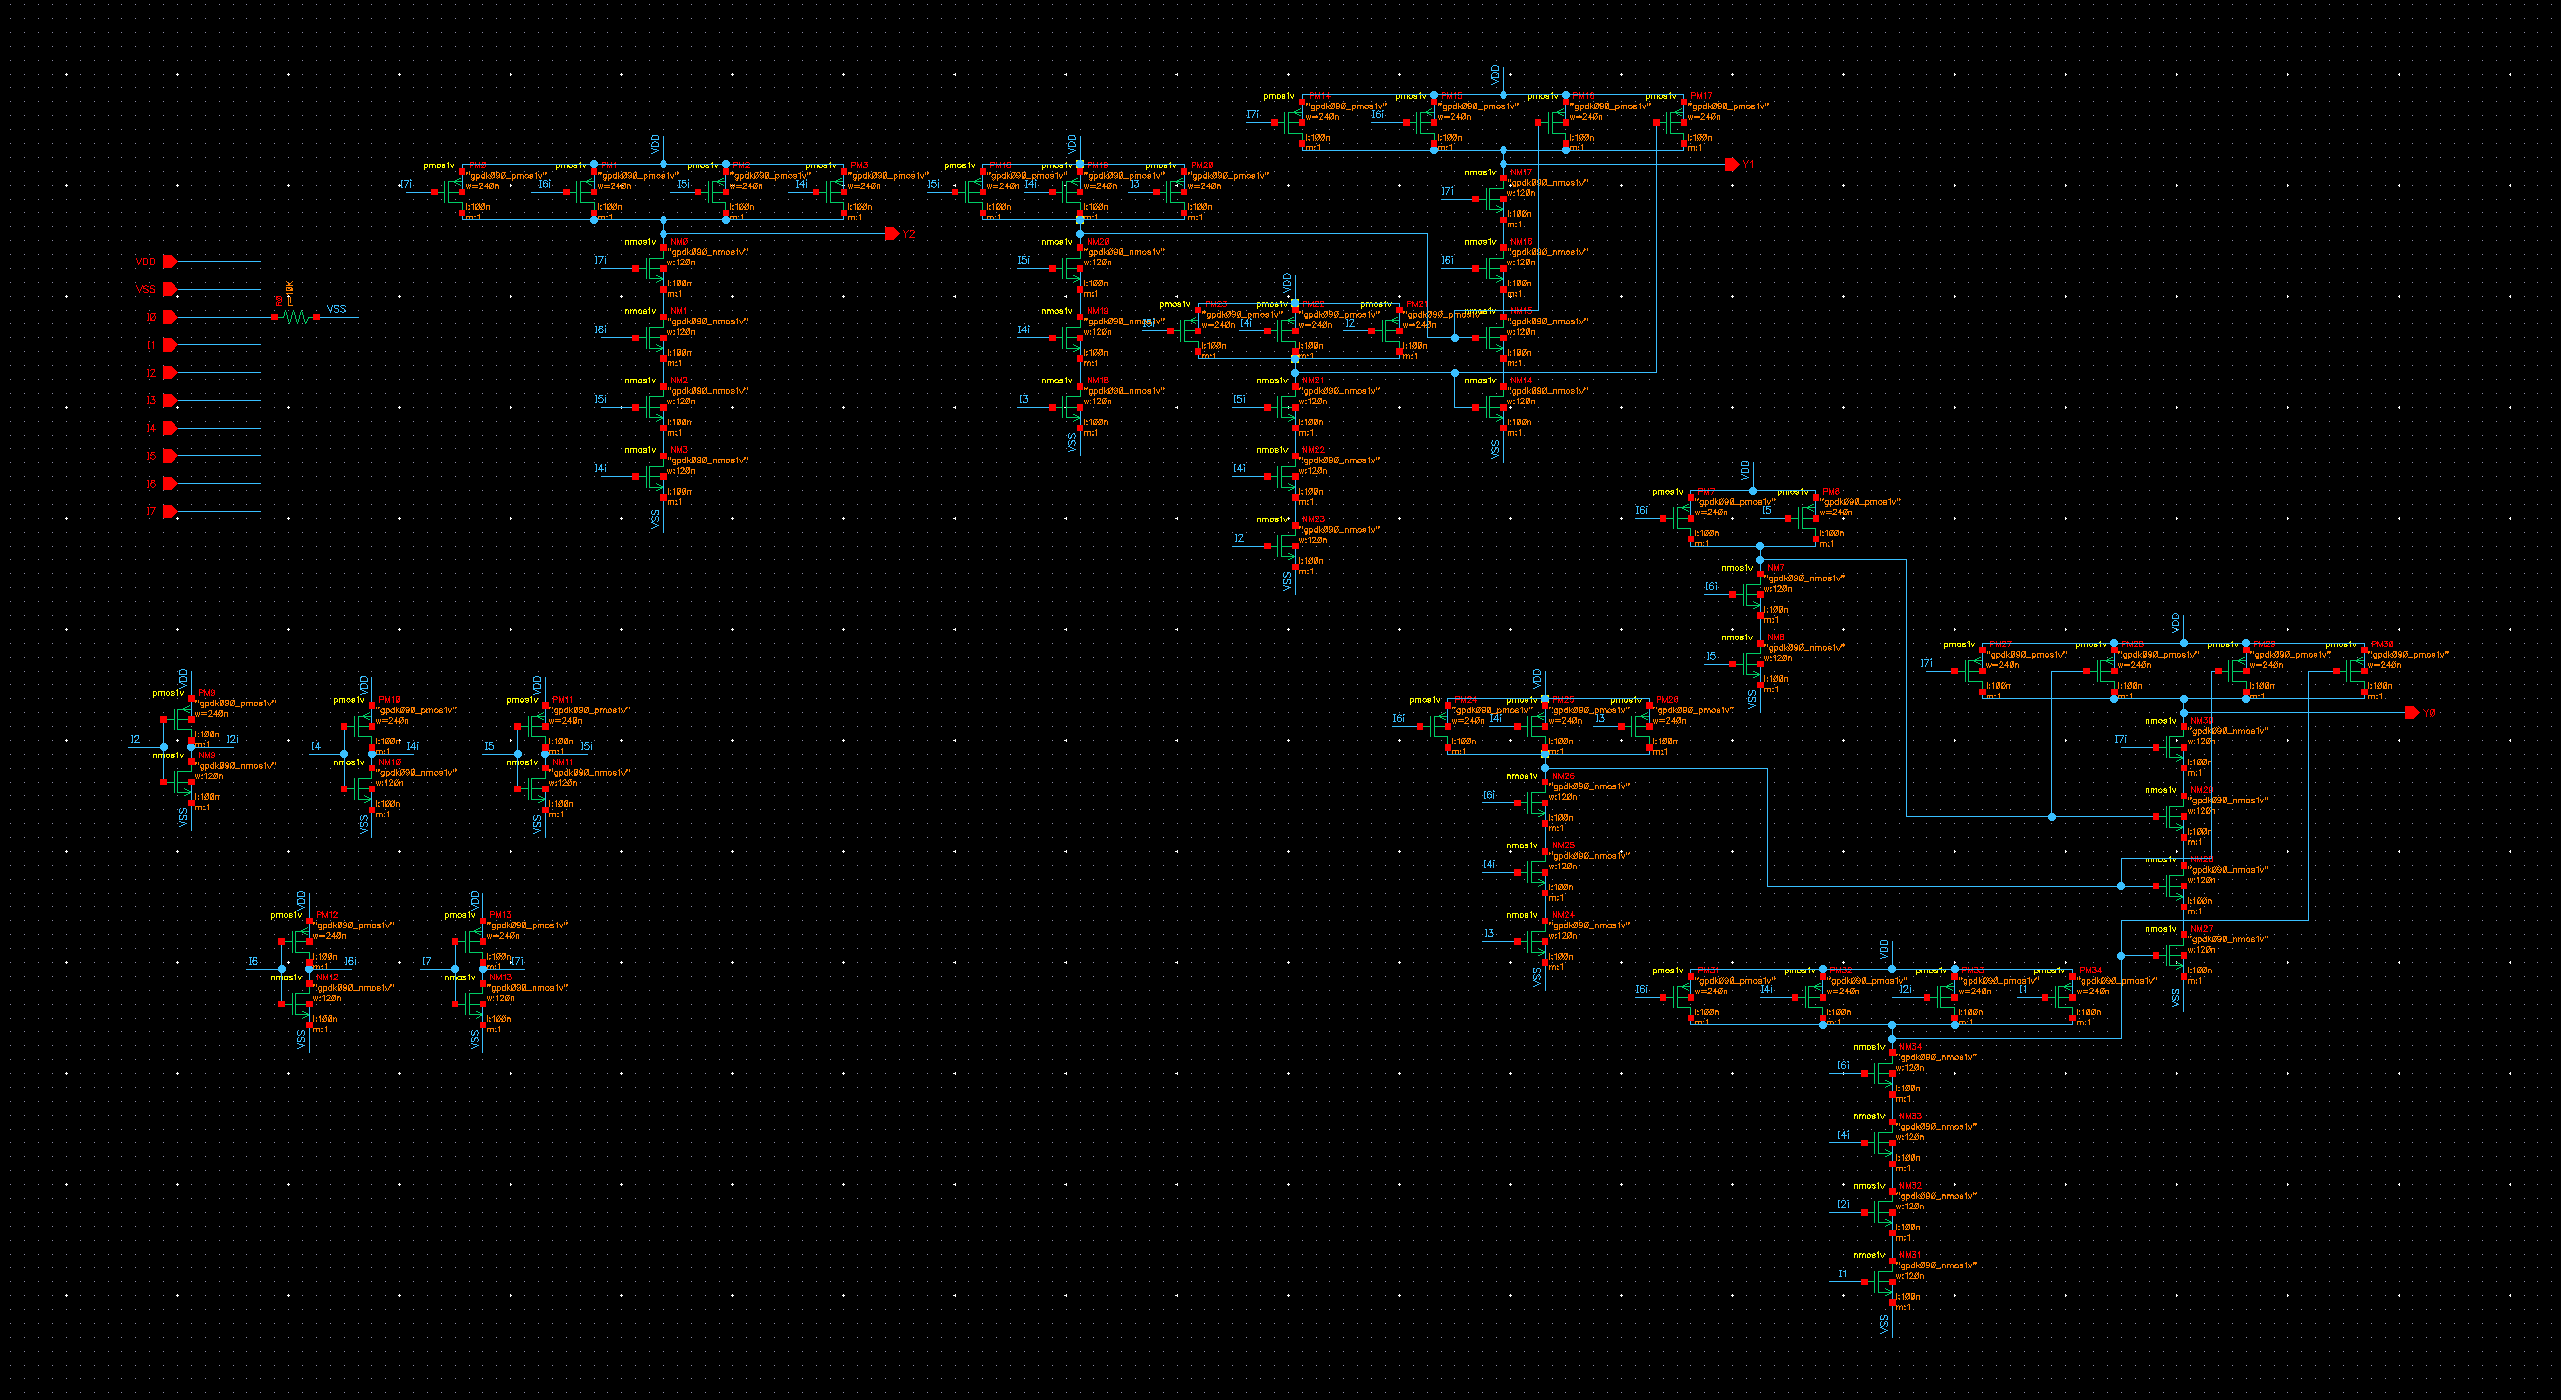 VDD
VSS
I0
R0
r=10K
VSS
I1
I2
I3
I4
I5
I6
I7
VDD
pmos1v
PM0
"gpdk090_pmos1v"
w=240n
l:100n
m:1
I7i
pmos1v
PM1
"gpdk090_pmos1v"
w=240n
l:100n
m:1
I6i
pmos1v
PM2
"gpdk090_pmos1v"
w=240n
l:100n
m:1
I5i
pmos1v
PM3
"gpdk090_pmos1v"
w=240n
l:100n
m:1
I4i
Y2
nmos1v
NM0
"gpdk090_nmos1v"
w:120n
l:100n
m:1
I7i
nmos1v
NM1
"gpdk090_nmos1v"
w:120n
l:100n
m:1
I6i
nmos1v
NM2
"gpdk090_nmos1v"
w:120n
l:100n
m:1
I5i
nmos1v
NM3
"gpdk090_nmos1v"
w:120n
l:100n
m:1
I4i
VSS
VDD
pmos1v
"gpdk090_pmos1v"
w=240n
l:100n
m:1
I5i
pmos1v
PM19
"gpdk090_pmos1v"
w=240n
l:100n
m:1
I4i
pmos1v
PM20
"gpdk090_pmos1v"
w=240n
l:100n
m:1
I3
nmos1v
NM20
"gpdk090_nmos1v"
w:120n
l:100n
m:1
I5i
nmos1v
"gpdk090_nmos1v"
w:120n
l:100n
m:1
I4i
nmos1v
"gpdk090_nmos1v"
w:120n
l:100n
m:1
I3
VSS
VDD
pmos1v
PM14
"gpdk090_pmos1v"
w=240n
l:100n
m:1
I7i
pmos1v
PM15
"gpdk090_pmos1v"
w=240n
l:100n
m:1
I6i
pmos1v
PM16
"gpdk090_pmos1v"
w=240n
l:100n
m:1
pmos1v
PM17
"gpdk090_pmos1v"
w=240n
l:100n
m:1
Y1
nmos1v
NM17
"gpdk090_nmos1v"
w:120n
l:100n
m:1
I7i
nmos1v
NM16
"gpdk090_nmos1v"
w:120n
l:100n
m:1
I6i
nmos1v
NM15
"gpdk090_nmos1v"
w:120n
l:100n
m:1
nmos1v
NM14
"gpdk090_nmos1v"
w:120n
l:100n
m:1
VSS
VDD
pmos1v
PM23
"gpdk090_pmos1v"
w=240n
l:100n
m:1
pmos1v
PM22
"gpdk090_pmos1v"
w=240n
l:100n
m:1
I4i
pmos1v
PM21
"gpdk090_pmos1v"
w=240n
l:100n
m:1
I2
nmos1v
NM21
"gpdk090_nmos1v"
w:120n
l:100n
m:1
I5i
nmos1v
NM22
"gpdk090_nmos1v"
w:120n
l:100n
m:1
I4i
nmos1v
NM23
"gpdk090_nmos1v"
w:120n
l:100n
m:1
I2
VSS
VDD
pmos1v
PM7
"gpdk090_pmos1v"
w=240n
l:100n
m:1
I6i
pmos1v
PM8
"gpdk090_pmos1v"
w=240n
l:100n
m:1
I5
nmos1v
NM7
"gpdk090_nmos1v"
w:120n
l:100n
m:1
I6i
nmos1v
NM8
"gpdk090_nmos1v"
w:120n
l:100n
m:1
I5
VSS
VDD
pmos1v
PM27
"gpdk090_pmos1v"
w=240n
l:100n
m:1
I7i
pmos1v
PM28
"gpdk090_pmos1v"
w=240n
l:100n
m:1
pmos1v
PM29
"gpdk090_pmos1v"
w=240n
l:100n
m:1
pmos1v
PM30
"gpdk090_pmos1v"
w=240n
l:100n
m:1
Y0
nmos1v
NM30
"gpdk090_nmos1v"
w:120n
l:100n
m:1
I7i
nmos1v
NM29
"gpdk090_nmos1v"
w:120n
l:100n
m:1
nmos1v
NM28
"gpdk090_nmos1v"
w:120n
l:100n
m:1
nmos1v
NM27
"gpdk090_nmos1v"
w:120n
l:100n
m:1
VSS
VDD
pmos1v
PM24
"gpdk090_pmos1v"
w=240n
l:100n
m:1
I6i
pmos1v
PM25
"gpdk090_pmos1v"
w=240n
l:100n
m:1
I4i
pmos1v
PM26
"gpdk090_pmos1v"
w=240n
l:100n
m:1
I3
nmos1v
NM26
"gpdk090_nmos1v"
w:120n
l:100n
m:1
I6i
nmos1v
NM25
"gpdk090_nmos1v"
w:120n
l:100n
m:1
I4i
nmos1v
NM24
"gpdk090_nmos1v"
w:120n
l:100n
m:1
I3
VSS
VDD
pmos1v
PM9
"gpdk090_pmos1v"
w=240n
l:100n
m:1
I2
I2i
nmos1v
NM9
"gpdk090_nmos1v"
w:120n
l:100n
m:1
VSS
VDD
pmos1v
PM10
"gpdk090_pmos1v"
w=240n
l:100n
m:1
I4
I4i
nmos1v
NM10
"gpdk090_nmos1v"
w:120n
l:100n
m:1
VSS
VDD
pmos1v
PM11
"gpdk090_pmos1v"
w=240n
l:100n
m:1
I5
I5i
nmos1v
NM11
"gpdk090_nmos1v"
w:120n
l:100n
m:1
VSS
VDD
pmos1v
PM12
"gpdk090_pmos1v"
w=240n
l:100n
m:1
I6
I6i
nmos1v
NM12
"gpdk090_nmos1v"
w:120n
l:100n
m:1
VSS
VDD
pmos1v
PM13
"gpdk090_pmos1v"
w=240n
l:100n
m:1
I7
I7i
nmos1v
NM13
"gpdk090_nmos1v"
w:120n
l:100n
m:1
VSS
VDD
pmos1v
PM31
"gpdk090_pmos1v"
w=240n
l:100n
m:1
I6i
pmos1v
PM32
"gpdk090_pmos1v"
w=240n
l:100n
m:1
I4i
pmos1v
PM33
"gpdk090_pmos1v"
w=240n
l:100n
m:1
I2i
pmos1v
PM34
"gpdk090_pmos1v"
w=240n
l:100n
m:1
I1
nmos1v
NM34
"gpdk090_nmos1v"
w:120n
l:100n
m:1
I6i
nmos1v
NM33
"gpdk090_nmos1v"
w:120n
l:100n
m:1
I4i
nmos1v
NM32
"gpdk090_nmos1v"
w:120n
l:100n
m:1
I2i
nmos1v
NM31
"gpdk090_nmos1v"
w:120n
l:100n
m:1
I1
VSS